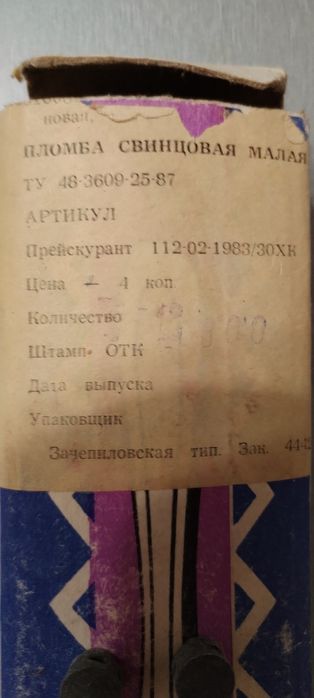 новая,
ПЛОМБА СВИНЦОВАЯ МАЛАЯ
ТУ 48-3609-25-87
АРТИКУЛ
Прейскурант 112-02-1983/30ХК
Цена 1 — 4 коп
Количество
Штамп ОТК
Дата выпуска
Упаковщик
Зачепиловская тип. Зак.